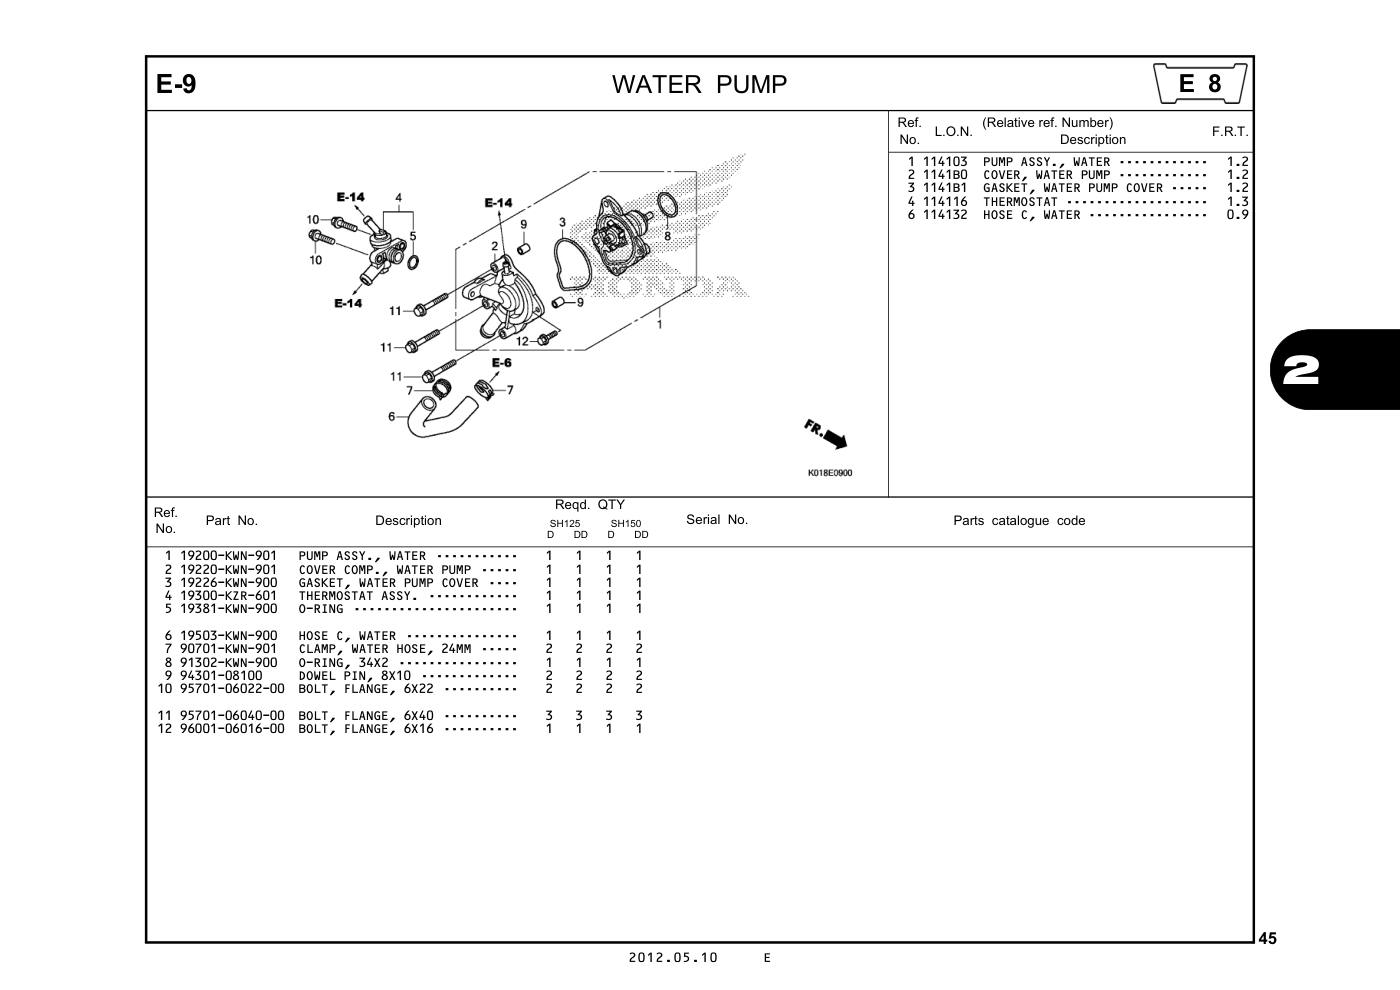 E-9
WATER PUMP
E 8
E-14
4
10
5
10
E-14
E-14
9
3
2
8
11
9
1
12
11
11
E-6
7
7
6
HONDA
FR.
K018E0900
Ref. No. L.O.N. (Relative ref. Number) Description F.R.T.
1 114103 PUMP ASSY., WATER ------------ 1.2
2 1141B0 COVER, WATER PUMP ------------ 1.2
3 1141B1 GASKET, WATER PUMP COVER ----- 1.2
4 114116 THERMOSTAT ------------------- 1.3
6 114132 HOSE C, WATER ---------------- 0.9
2
Reqd. QTY
Ref. No. Part No. Description Serial No. Parts catalogue code
SH125 SH150
D DD D DD
1 19200-KWN-901 PUMP ASSY., WATER ----------- 1 1 1 1
2 19220-KWN-901 COVER COMP., WATER PUMP ----- 1 1 1 1
3 19226-KWN-900 GASKET, WATER PUMP COVER ---- 1 1 1 1
4 19300-KZR-601 THERMOSTAT ASSY. ------------ 1 1 1 1
5 19381-KWN-900 O-RING ---------------------- 1 1 1 1
6 19503-KWN-900 HOSE C, WATER --------------- 1 1 1 1
7 90701-KWN-901 CLAMP, WATER HOSE, 24MM ----- 2 2 2 2
8 91302-KWN-900 O-RING, 34X2 ---------------- 1 1 1 1
9 94301-08100 DOWEL PIN, 8X10 ------------- 2 2 2 2
10 95701-06022-00 BOLT, FLANGE, 6X22 ---------- 2 2 2 2
11 95701-06040-00 BOLT, FLANGE, 6X40 ---------- 3 3 3 3
12 96001-06016-00 BOLT, FLANGE, 6X16 ---------- 1 1 1 1
45
2012.05.10 E